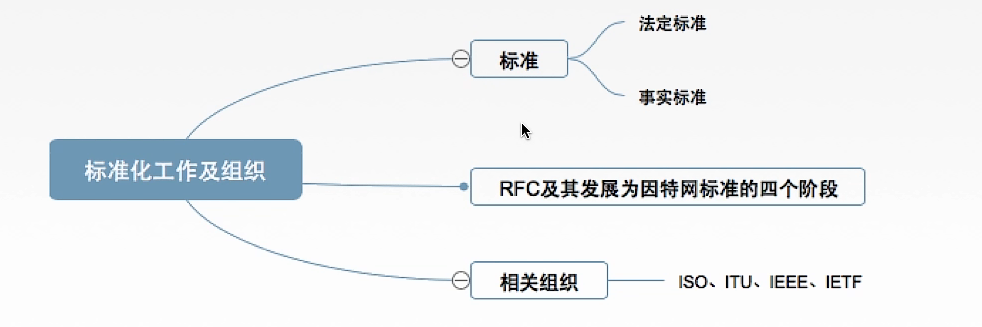 标准化工作及组织
标准
法定标准
事实标准
RFC及其发展为因特网标准的四个阶段
相关组织
ISO、ITU、IEEE、IETF